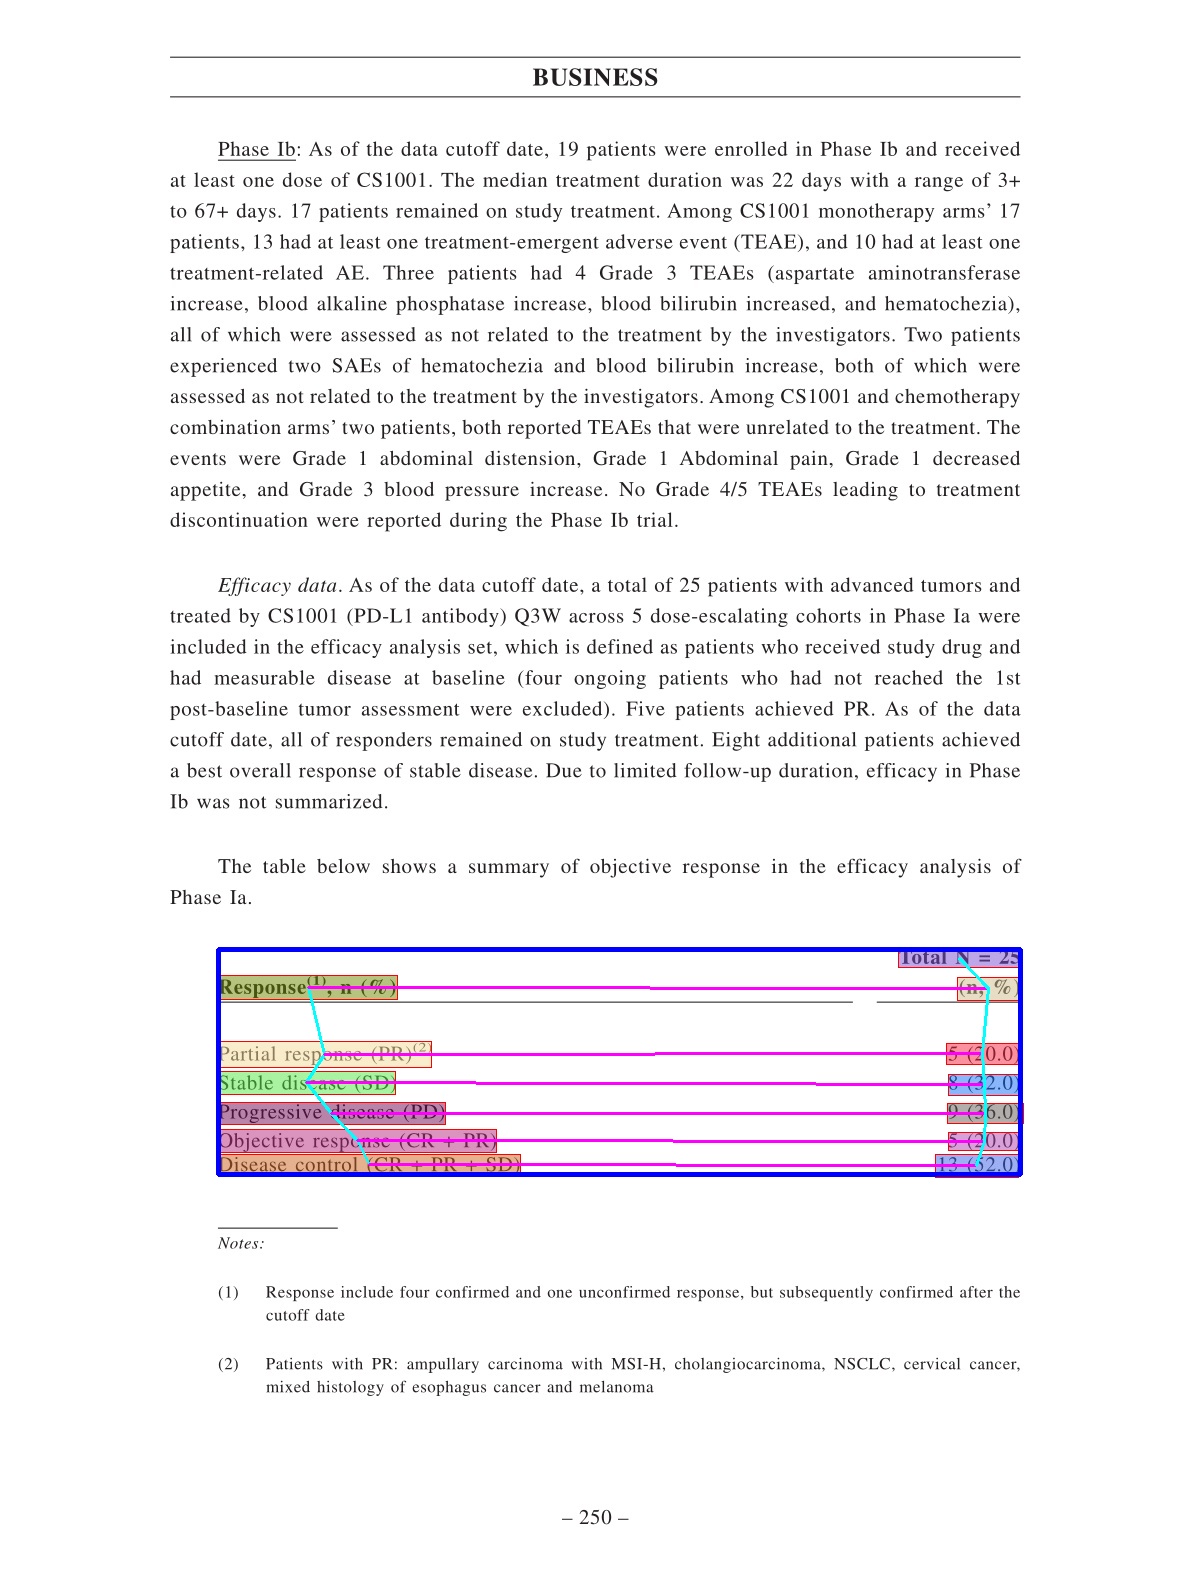 BUSINESS
Phase Ib: As of the data cutoff date, 19 patients were enrolled in Phase Ib and received
at least one dose of CS1001. The median treatment duration was 22 days with a range of 3+
to 67+ days. 17 patients remained on study treatment. Among CS1001 monotherapy arms’ 17
patients, 13 had at least one treatment-emergent adverse event (TEAE), and 10 had at least one
treatment-related AE. Three patients had 4 Grade 3 TEAEs (aspartate aminotransferase
increase, blood alkaline phosphatase increase, blood bilirubin increased, and hematochezia),
all of which were assessed as not related to the treatment by the investigators. Two patients
experienced two SAEs of hematochezia and blood bilirubin increase, both of which were
assessed as not related to the treatment by the investigators. Among CS1001 and chemotherapy
combination arms’ two patients, both reported TEAEs that were unrelated to the treatment. The
events were Grade 1 abdominal distension, Grade 1 Abdominal pain, Grade 1 decreased
appetite, and Grade 3 blood pressure increase. No Grade 4/5 TEAEs leading to treatment
discontinuation were reported during the Phase Ib trial.
Efficacy data. As of the data cutoff date, a total of 25 patients with advanced tumors and
treated by CS1001 (PD-L1 antibody) Q3W across 5 dose-escalating cohorts in Phase Ia were
included in the efficacy analysis set, which is defined as patients who received study drug and
had measurable disease at baseline (four ongoing patients who had not reached the 1st
post-baseline tumor assessment were excluded). Five patients achieved PR. As of the data
cutoff date, all of responders remained on study treatment. Eight additional patients achieved
a best overall response of stable disease. Due to limited follow-up duration, efficacy in Phase
Ib was not summarized.
The table below shows a summary of objective response in the efficacy analysis of
Phase Ia.
Total N = 25
Response(1), n (%) (n, %)
Partial response (PR)(2) 5 (20.0)
Stable disease (SD) 8 (32.0)
Progressive disease (PD) 9 (36.0)
Objective response (CR + PR) 5 (20.0)
Disease control (CR + PR + SD) 13 (52.0)
Notes:
(1) Response include four confirmed and one unconfirmed response, but subsequently confirmed after the
cutoff date
(2) Patients with PR: ampullary carcinoma with MSI-H, cholangiocarcinoma, NSCLC, cervical cancer,
mixed histology of esophagus cancer and melanoma
– 250 –